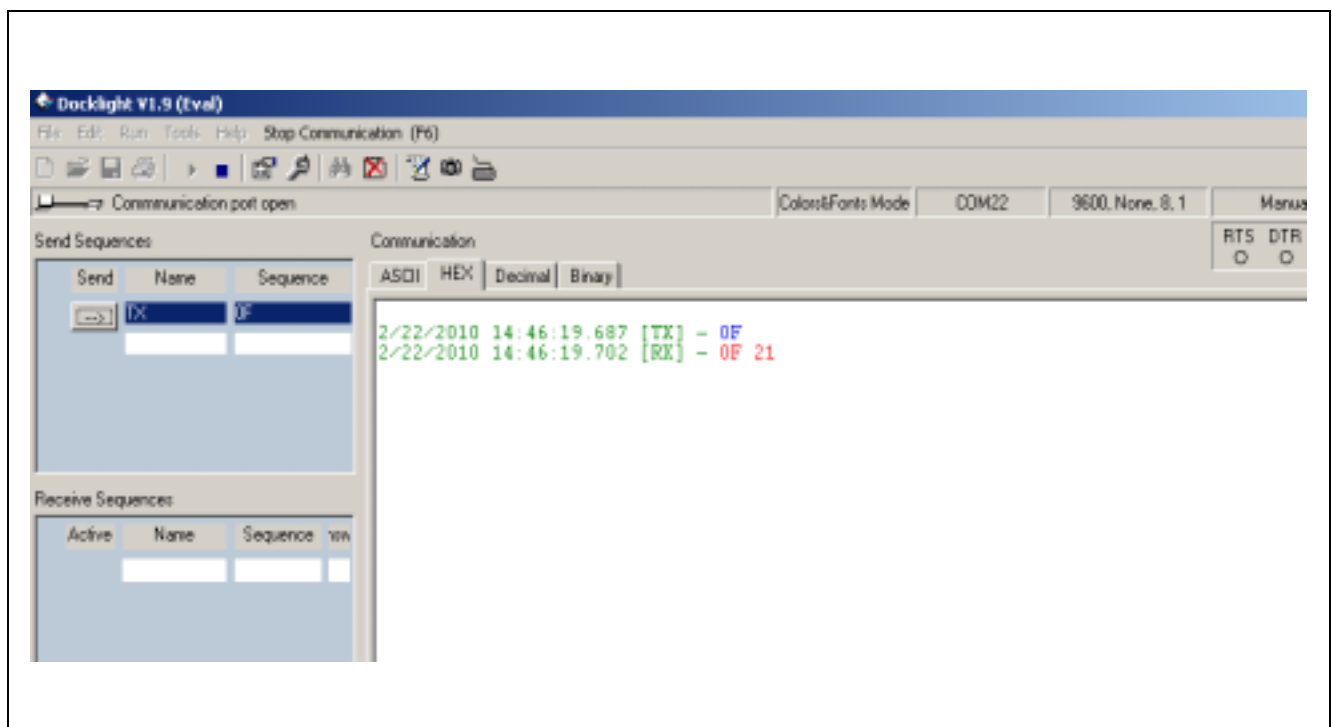 Docklight V1.9 (Eval)
File Edit Run Tools Help Stop Communication (F6)
Communication port open Colors&Fonts Mode COM22 9600, None, 8, 1 Manua
Send Sequences
Send Name Sequence
---> TX 0F
Communication
RTS DTR
ASCII HEX Decimal Binary
2/22/2010 14:46:19.687 [TX] - 0F
2/22/2010 14:46:19.702 [RX] - 0F 21
Receive Sequences
Active Name Sequence